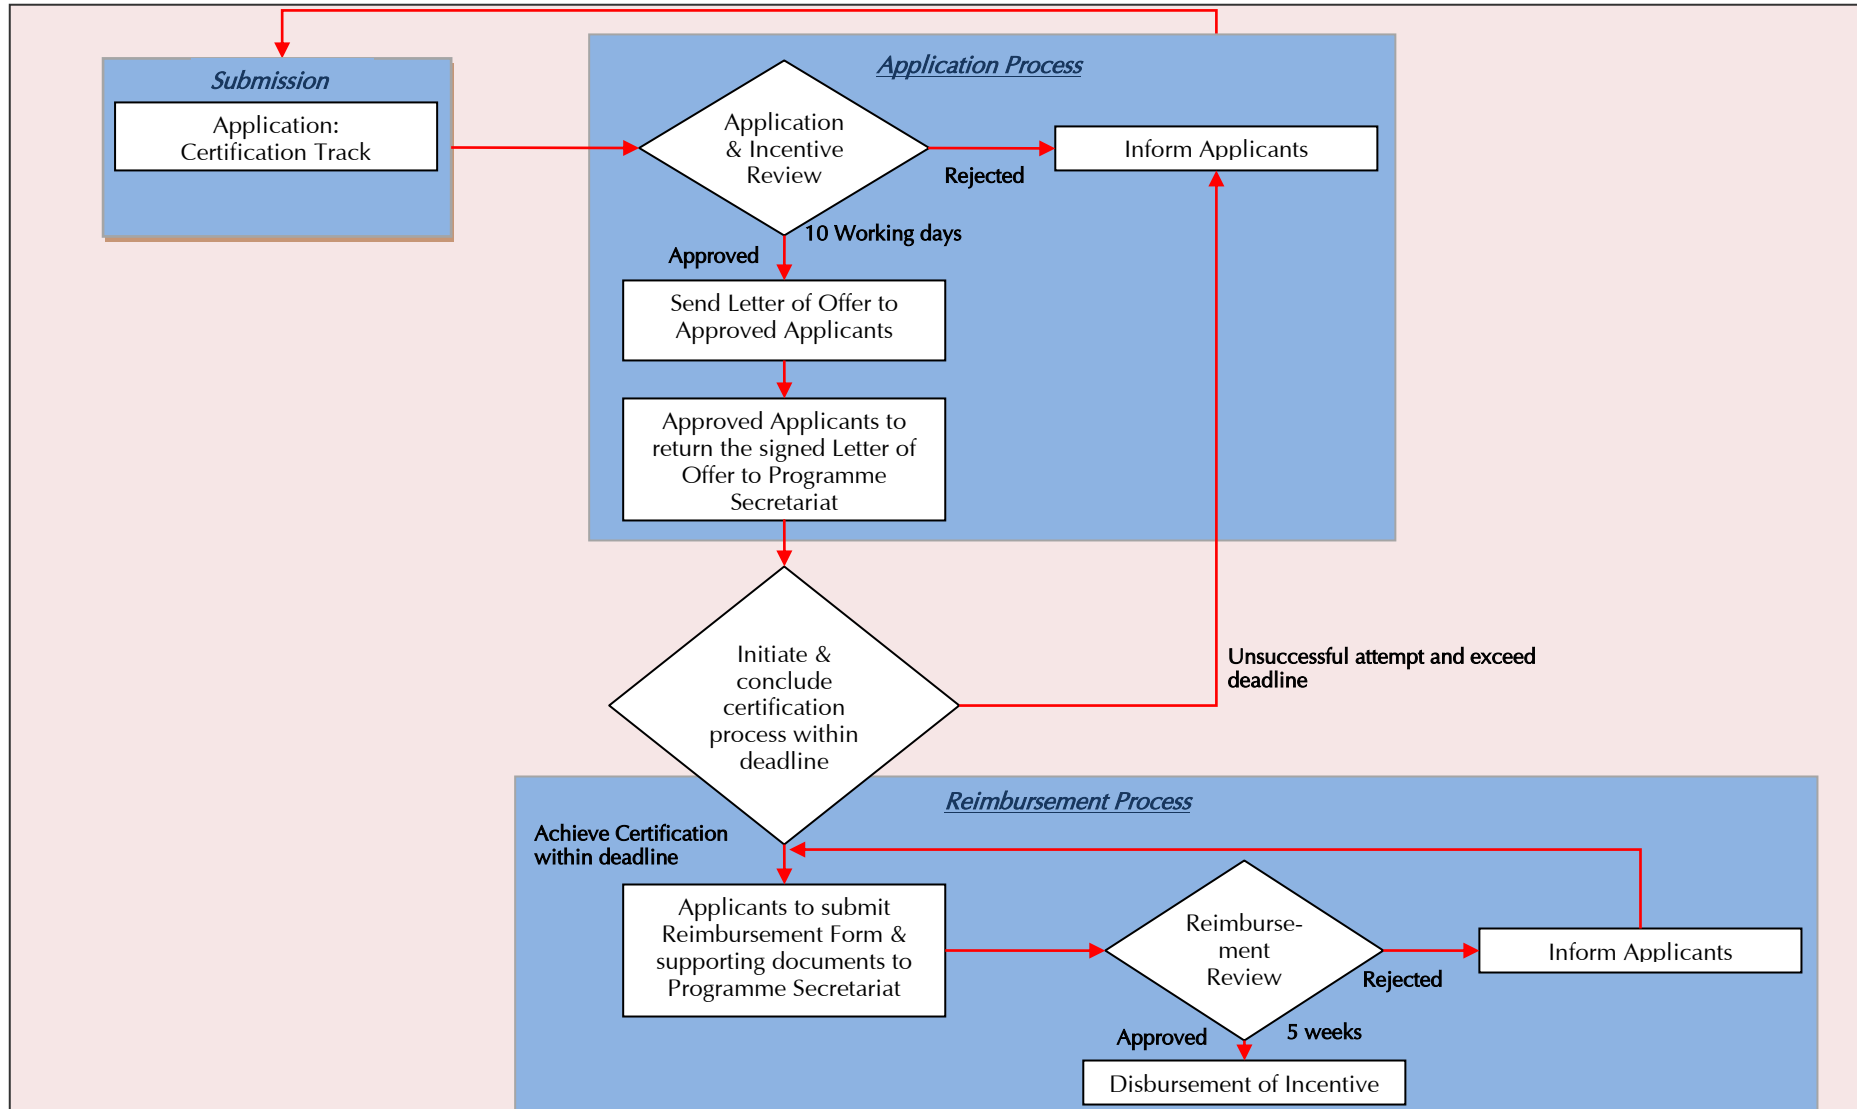 Submission
Application:
Certification Track
Application Process
Application
& Incentive
Review
Rejected
Inform Applicants
10 Working days
Approved
Send Letter of Offer to
Approved Applicants
Approved Applicants to
return the signed Letter of
Offer to Programme
Secretariat
Initiate &
conclude
certification
process within
deadline
Unsuccessful attempt and exceed
deadline
Reimbursement Process
Achieve Certification
within deadline
Applicants to submit
Reimbursement Form &
supporting documents to
Programme Secretariat
Reimburse-
ment
Review
Rejected
Inform Applicants
Approved
5 weeks
Disbursement of Incentive